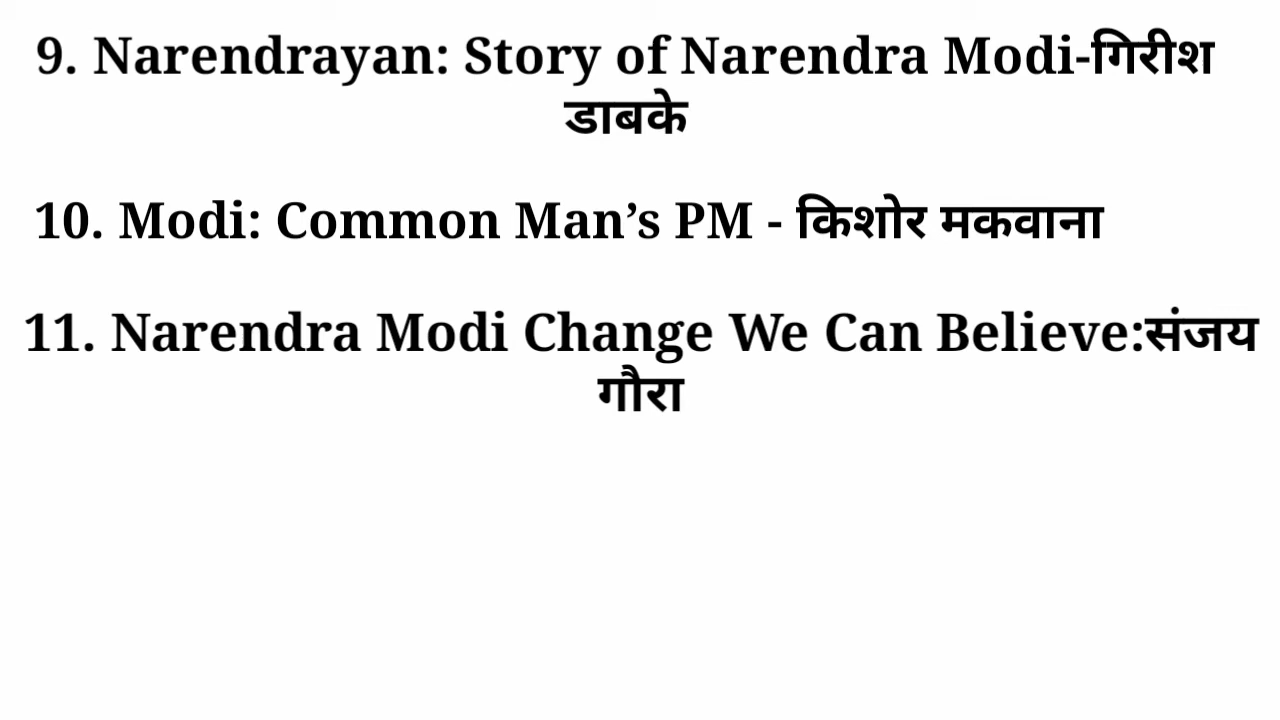 9. Narendrayan: Story of Narendra Modi-गिरीश
डाबके
10. Modi: Common Man’s PM - किशोर मकवाना
11. Narendra Modi Change We Can Believe:संजय
गौरा